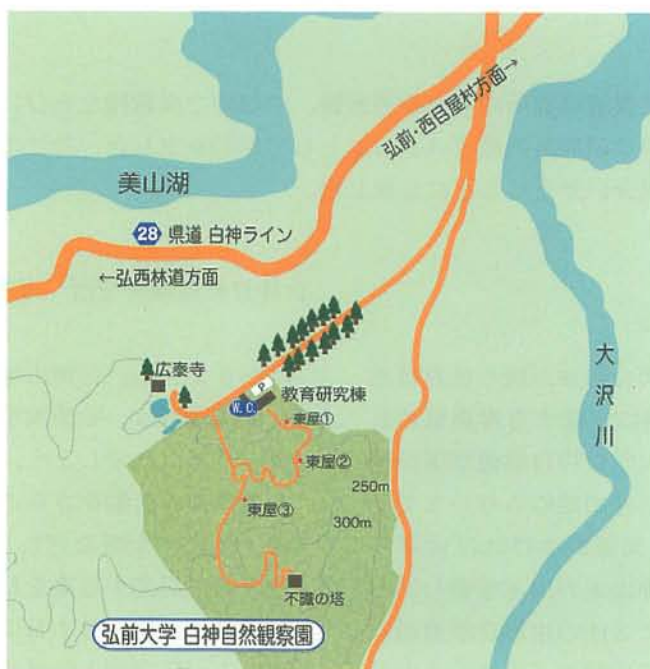 弘前・西目屋村方面→
美山湖
28 県道 白神ライン
←弘西林道方面
大沢川
広泰寺
P
教育研究棟
W.C.
東屋①
東屋②
250m
東屋③
300m
不識の塔
弘前大学 白神自然観察園